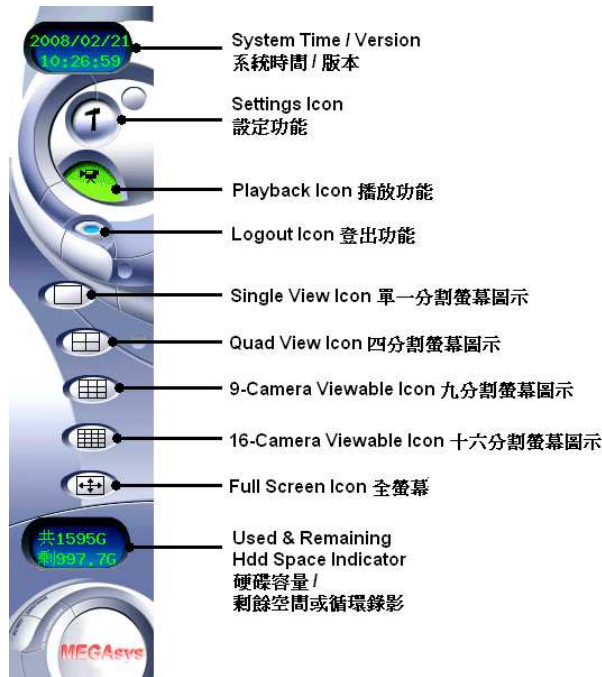 2008/02/21
10:26:59
System Time / Version
系統時間 / 版本
Settings Icon
設定功能
Playback Icon 播放功能
Logout Icon 登出功能
Single View Icon 單一分割螢幕圖示
Quad View Icon 四分割螢幕圖示
9-Camera Viewable Icon 九分割螢幕圖示
16-Camera Viewable Icon 十六分割螢幕圖示
Full Screen Icon 全螢幕
共1595G
剩997.7G
Used & Remaining
Hdd Space Indicator
硬碟容量 /
剩餘空間或循環錄影
MEGAsys